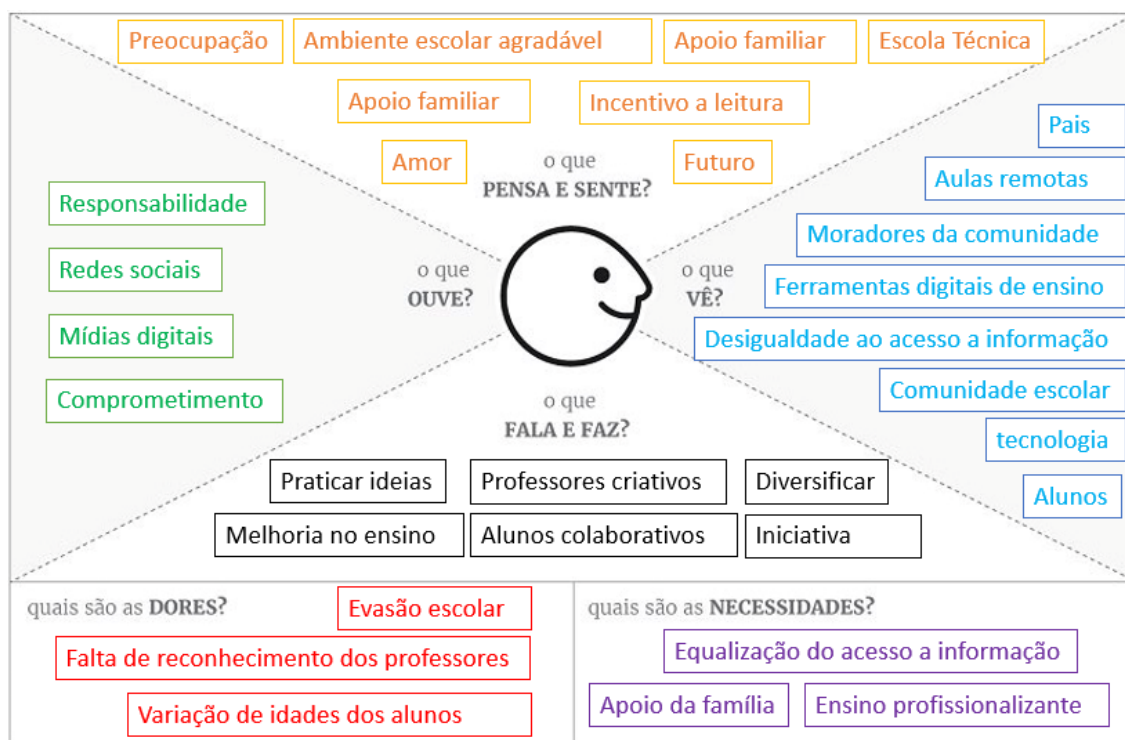 Preocupação
Ambiente escolar agradável
Apoio familiar
Escola Técnica
Apoio familiar
Incentivo a leitura
Amor
Futuro
o que
PENSA E SENTE?
Responsabilidade
Redes sociais
Mídias digitais
Comprometimento
o que
OUVE?
o que
VÊ?
Pais
Aulas remotas
Moradores da comunidade
Ferramentas digitais de ensino
Desigualdade ao acesso a informação
Comunidade escolar
tecnologia
Alunos
o que
FALA E FAZ?
Praticar ideias
Professores criativos
Diversificar
Melhoria no ensino
Alunos colaborativos
Iniciativa
quais são as DORES?
Evasão escolar
Falta de reconhecimento dos professores
Variação de idades dos alunos
quais são as NECESSIDADES?
Equalização do acesso a informação
Apoio da família
Ensino profissionalizante